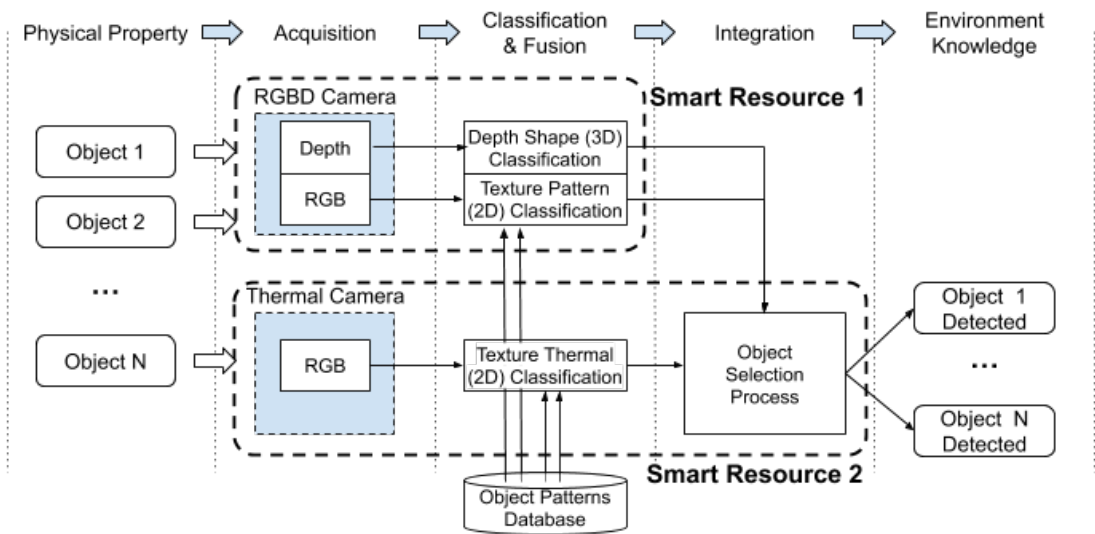 Physical Property
Acquisition
Classification
& Fusion
Integration
Environment
Knowledge
RGBD Camera
Smart Resource 1
Object 1
Object 2
...
Object N
Depth
RGB
Depth Shape (3D)
Classification
Texture Pattern
(2D) Classification
Thermal Camera
RGB
Texture Thermal
(2D) Classification
Object
Selection
Process
Object 1
Detected
...
Object N
Detected
Smart Resource 2
Object Patterns
Database